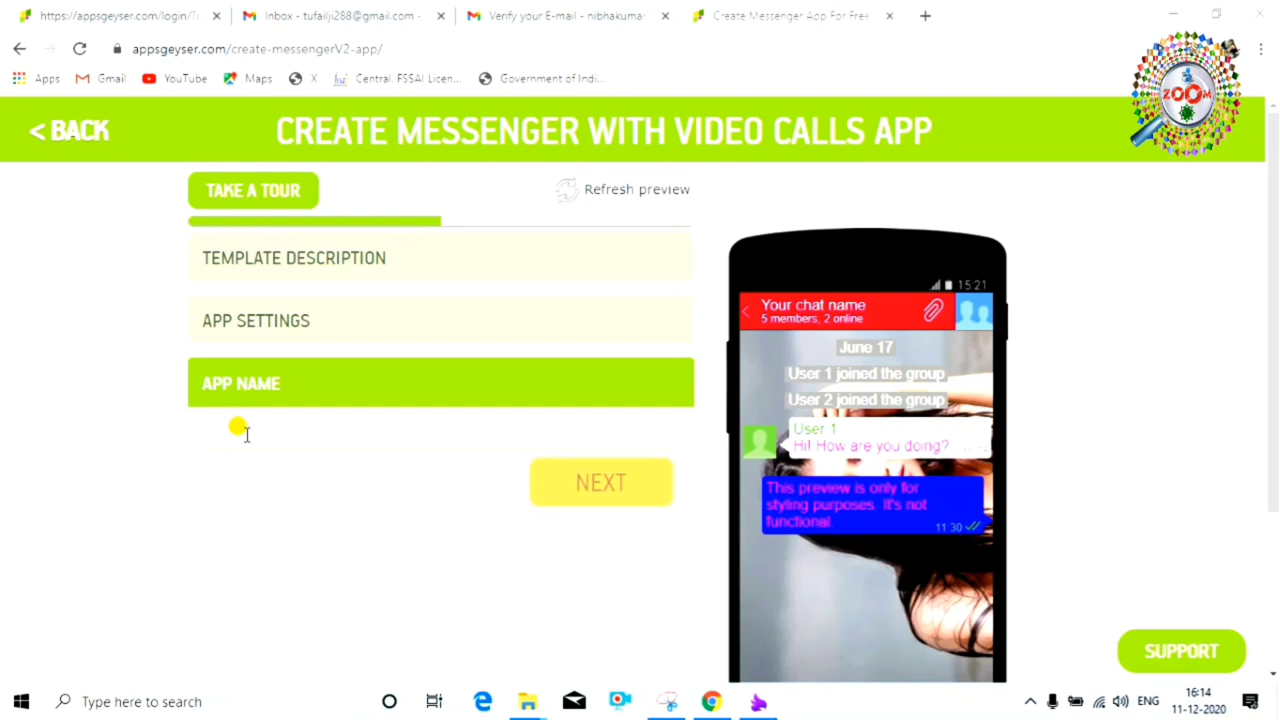 https://appsgeyser.com/login/?
Inbox - tufailji288@gmail.com -
Verify your E-mail - nibhakumar
Create Messenger App For Free
appsgeyser.com/create-messengerV2-app/
Apps
Gmail
YouTube
Maps
X
Central. FSSAI Licen...
Government of Indi...
ZOOM
< BACK
CREATE MESSENGER WITH VIDEO CALLS APP
TAKE A TOUR
Refresh preview
TEMPLATE DESCRIPTION
APP SETTINGS
APP NAME
NEXT
15:21
Your chat name
5 members, 2 online
June 17
User 1 joined the group
User 2 joined the group
User 1
Hi! How are you doing?
This preview is only for
styling purposes. It's not
functional.
11:30
SUPPORT
Type here to search
ENG
16:14
11-12-2020